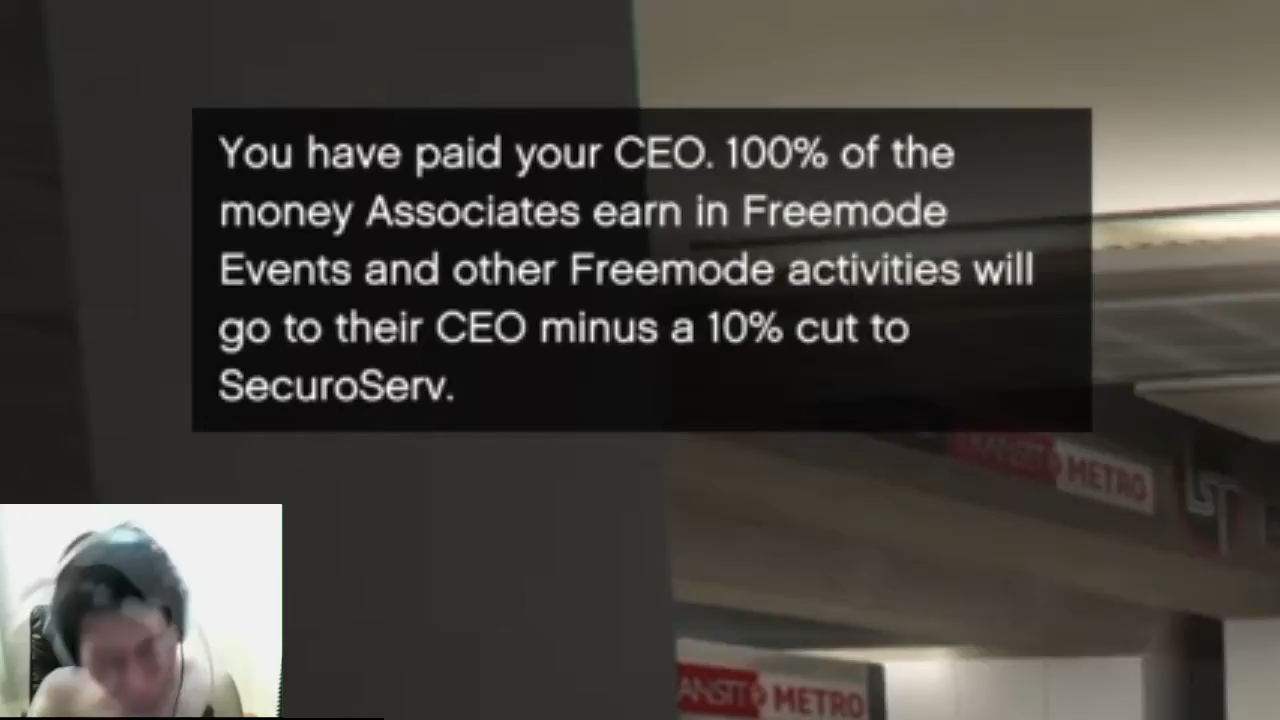 You have paid your CEO. 100% of the
money Associates earn in Freemode
Events and other Freemode activities will
go to their CEO minus a 10% cut to
SecuroServ.
TRANSIT METRO
METRO